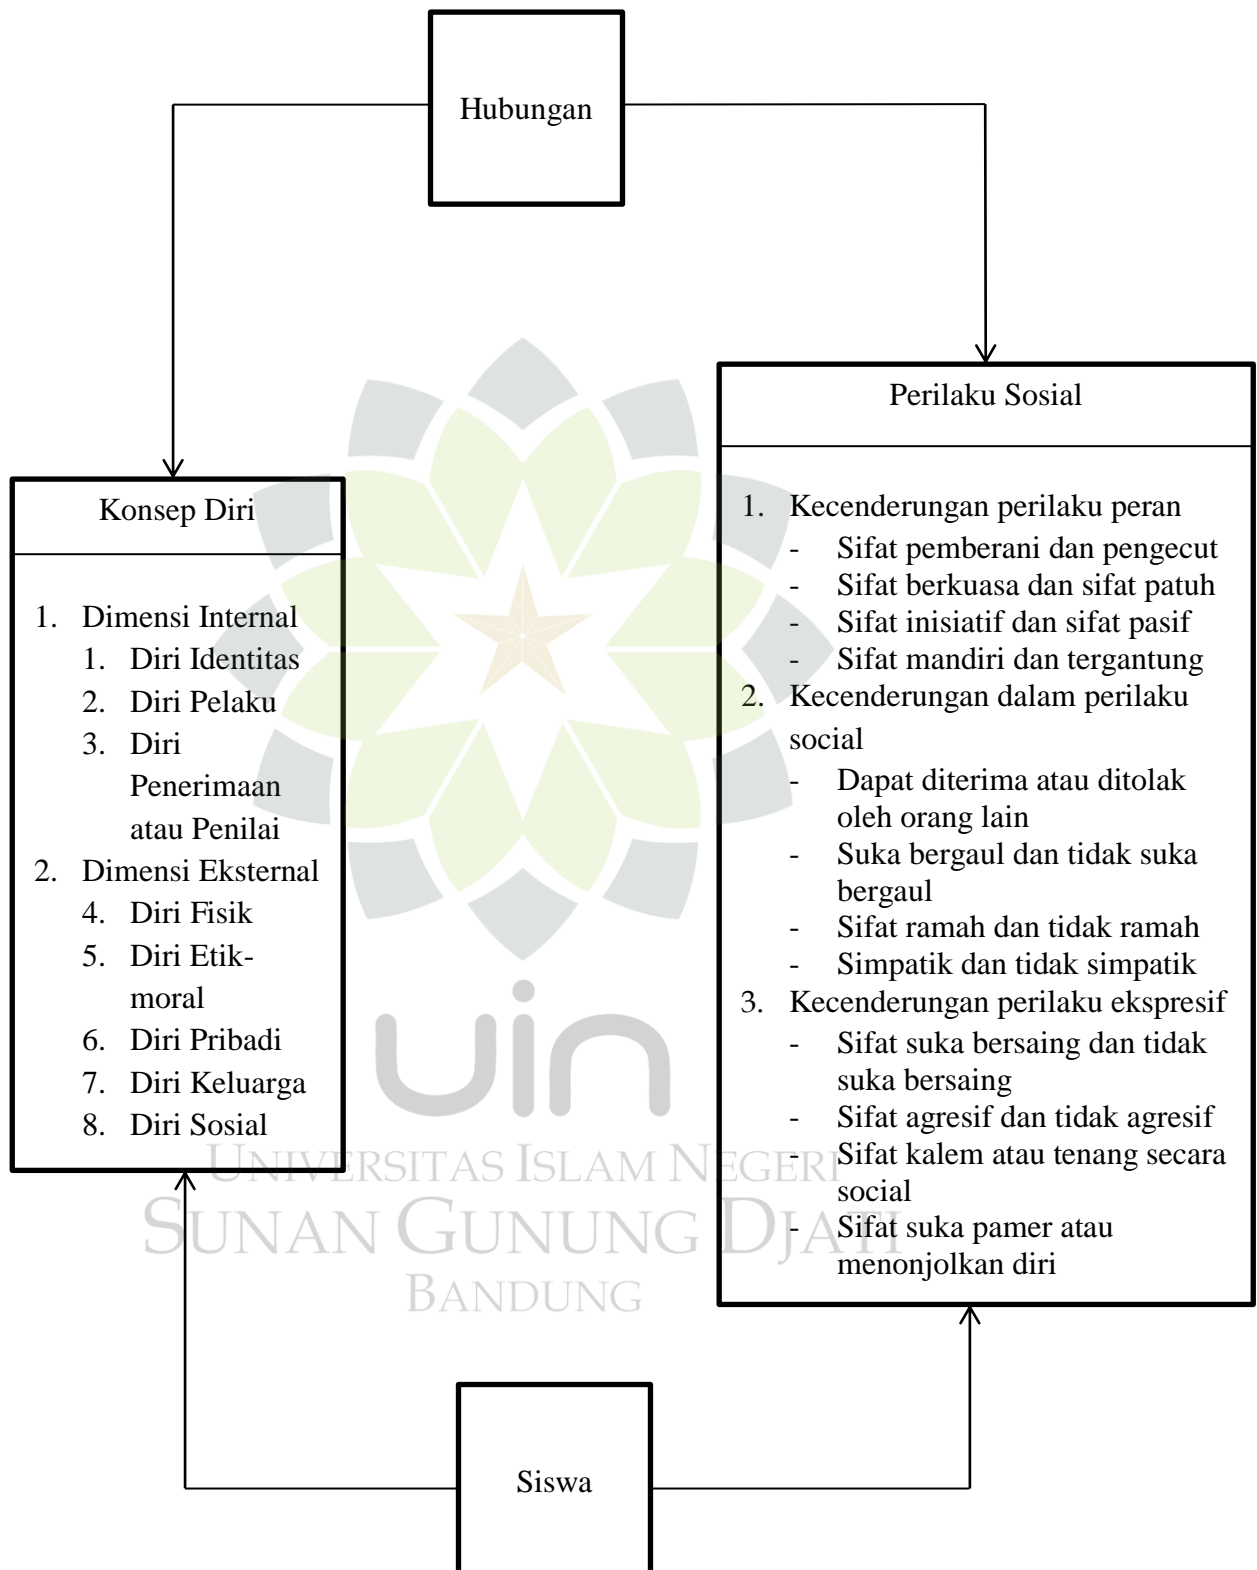 Hubungan
Perilaku Sosial
1. Kecenderungan perilaku peran
- Sifat pemberani dan pengecut
- Sifat berkuasa dan sifat patuh
- Sifat inisiatif dan sifat pasif
- Sifat mandiri dan tergantung
2. Kecenderungan dalam perilaku
social
- Dapat diterima atau ditolak
oleh orang lain
- Suka bergaul dan tidak suka
bergaul
- Sifat ramah dan tidak ramah
- Simpatik dan tidak simpatik
3. Kecenderungan perilaku ekspresif
- Sifat suka bersaing dan tidak
suka bersaing
- Sifat agresif dan tidak agresif
- Sifat kalem atau tenang secara
social
- Sifat suka pamer atau
menonjolkan diri
Konsep Diri
1. Dimensi Internal
1. Diri Identitas
2. Diri Pelaku
3. Diri
Penerimaan
atau Penilai
2. Dimensi Eksternal
4. Diri Fisik
5. Diri Etik-
moral
6. Diri Pribadi
7. Diri Keluarga
8. Diri Sosial
uin
UNIVERSITAS ISLAM NEGERI
SUNAN GUNUNG DJATI
BANDUNG
Siswa